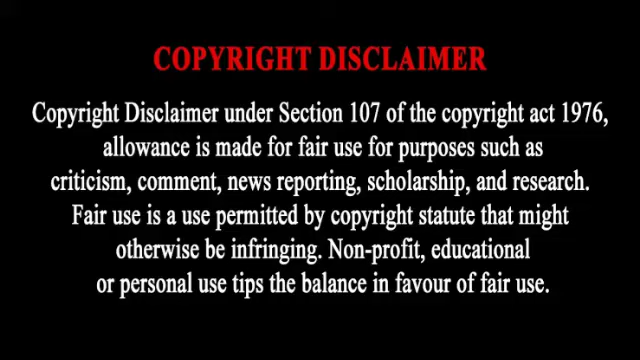 COPYRIGHT DISCLAIMER
Copyright Disclaimer under Section 107 of the copyright act 1976,
allowance is made for fair use for purposes such as
criticism, comment, news reporting, scholarship, and research.
Fair use is a use permitted by copyright statute that might
otherwise be infringing. Non-profit, educational
or personal use tips the balance in favour of fair use.